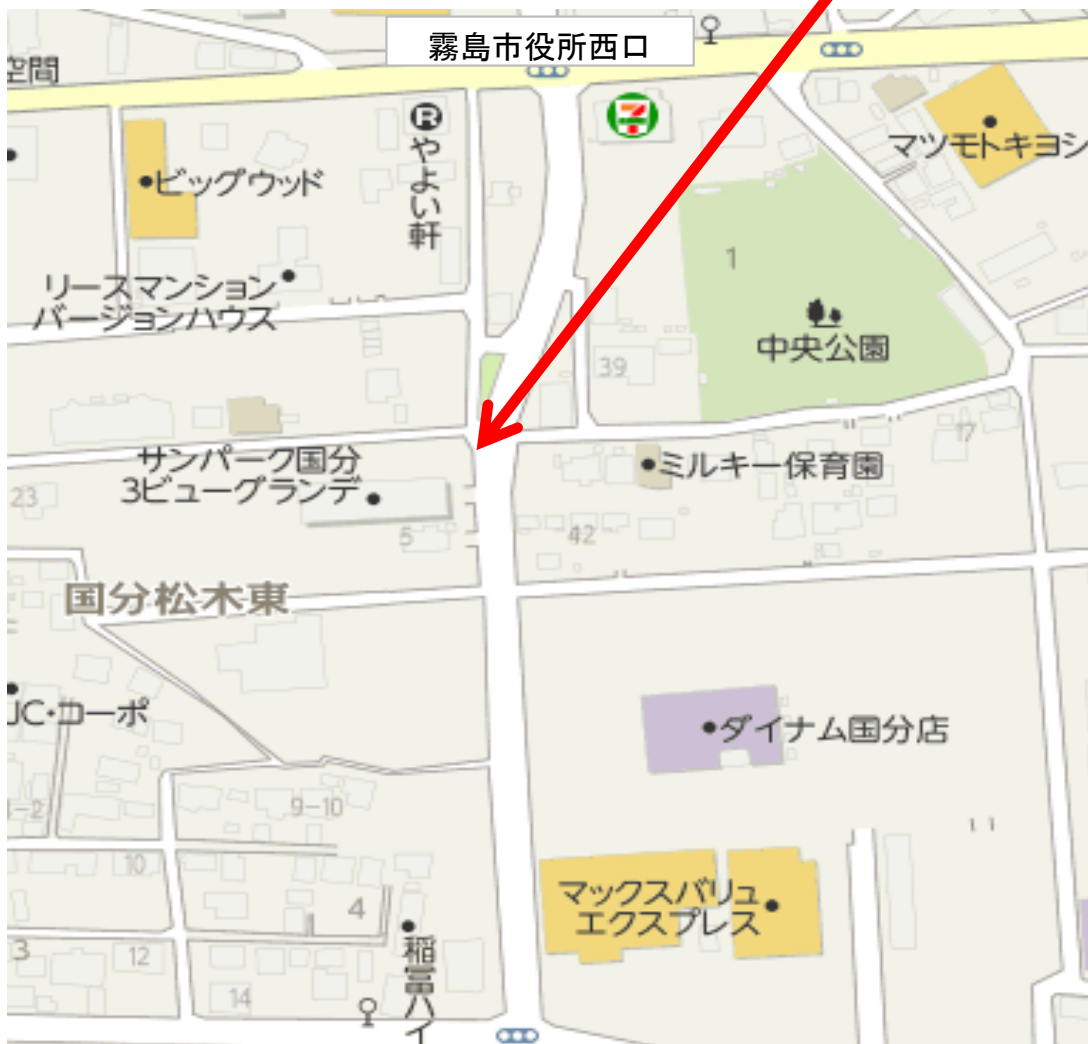 霧島市役所西口
空間
R
や
よ
い
軒
7
マツモトキヨシ
ビッグウッド
1
リースマンション
バージョンハウス
中央公園
39
17
サンパーク国分
3ビューグランデ
ミルキー保育園
23
5
42
国分松木東
JC・コーポ
ダイナム国分店
9-10
11
10
マックスバリュ
エクスプレス
4
稲
冨
ハ
イ
3
12
14